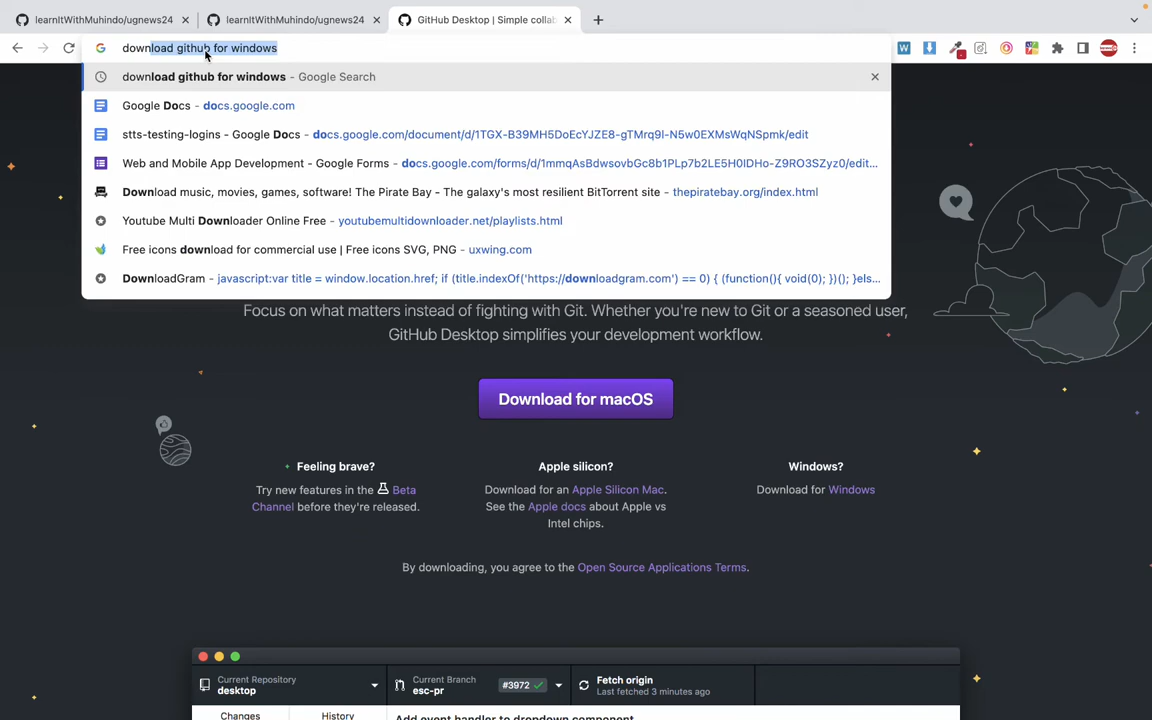 learnItWithMuhindo/ugnews24
learnItWithMuhindo/ugnews24
GitHub Desktop | Simple collab
download github for windows
download github for windows - Google Search
Google Docs - docs.google.com
stts-testing-logins - Google Docs - docs.google.com/document/d/1TGX-B39MH5DoEcYJZE8-gTMrq9l-N5w0EXMsWqNSpmk/edit
Web and Mobile App Development - Google Forms - docs.google.com/forms/d/1mmqAsBdwsovbGc8b1PLp7b2LE5H0IDHo-Z9RO3SZyz0/edit...
Download music, movies, games, software! The Pirate Bay - The galaxy's most resilient BitTorrent site - thepiratebay.org/index.html
Youtube Multi Downloader Online Free - youtubemultidownloader.net/playlists.html
Free icons download for commercial use | Free icons SVG, PNG - uxwing.com
DownloadGram - javascript:var title = window.location.href; if (title.indexOf('https://downloadgram.com') == 0) { (function(){ void(0); })(); }els...
Focus on what matters instead of fighting with Git. Whether you're new to Git or a seasoned user,
GitHub Desktop simplifies your development workflow.
Download for macOS
Feeling brave?
Try new features in the Beta
Channel before they're released.
Apple silicon?
Download for an Apple Silicon Mac.
See the Apple docs about Apple vs
Intel chips.
Windows?
Download for Windows
By downloading, you agree to the Open Source Applications Terms.
Current Repository
desktop
Current Branch
esc-pr
#3972
Fetch origin
Last fetched 3 minutes ago
Changes
History
Add event handler to dropdown component